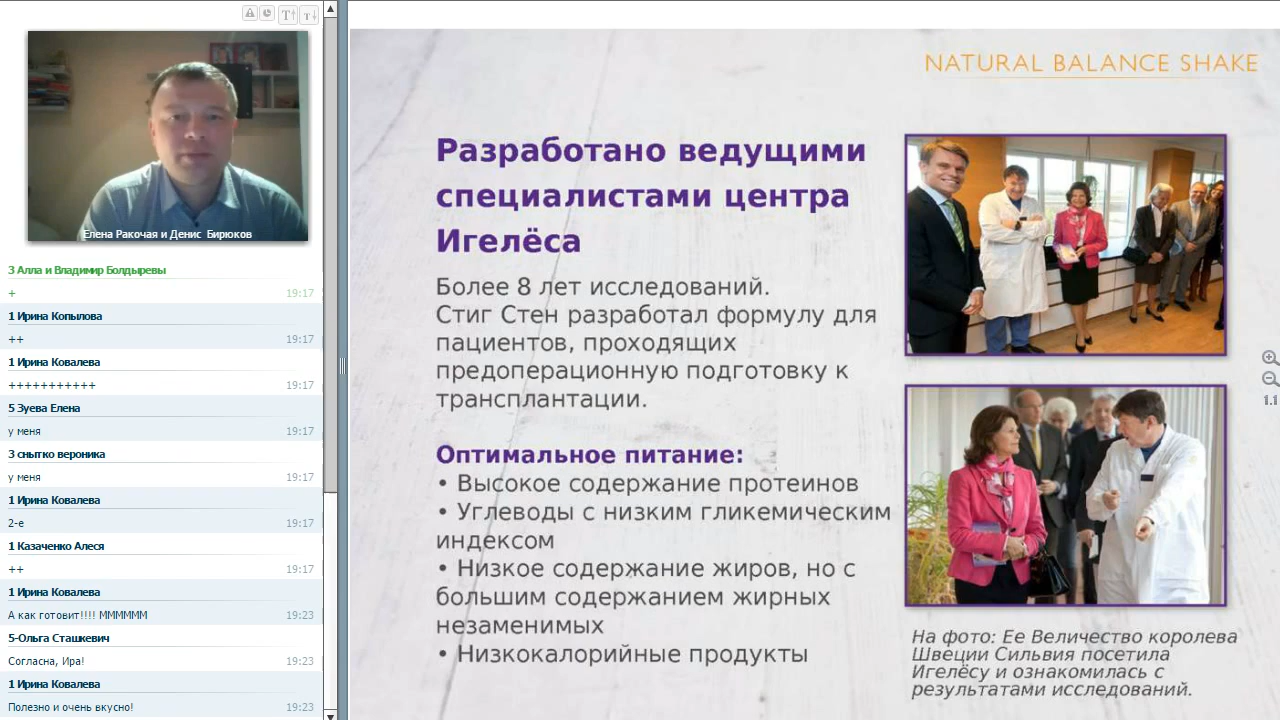 Елена Ракочая и Денис Бирюков
3 Алла и Владимир Болдыревы
+ 19:17
1 Ирина Копылова
++ 19:17
1 Ирина Ковалева
+++++++++++ 19:17
5 Зуева Елена
у меня 19:17
3 снытко вероника
у меня 19:17
1 Ирина Ковалева
2-е 19:17
1 Казаченко Алеся
++ 19:17
1 Ирина Ковалева
А как готовит!!!! МММММММ 19:23
5-Ольга Сташкевич
Согласна, Ира! 19:23
1 Ирина Ковалева
Полезно и очень вкусно! 19:23
NATURAL BALANCE SHAKE
Разработано ведущими
специалистами центра
Игелёса
Более 8 лет исследований.
Стиг Стен разработал формулу для
пациентов, проходящих
предоперационную подготовку к
трансплантации.
Оптимальное питание:
• Высокое содержание протеинов
• Углеводы с низким гликемическим
индексом
• Низкое содержание жиров, но с
большим содержанием жирных
незаменимых
• Низкокалорийные продукты
На фото: Ее Величество королева
Швеции Сильвия посетила
Игелёсу и ознакомилась с
результатами исследований.
1:1